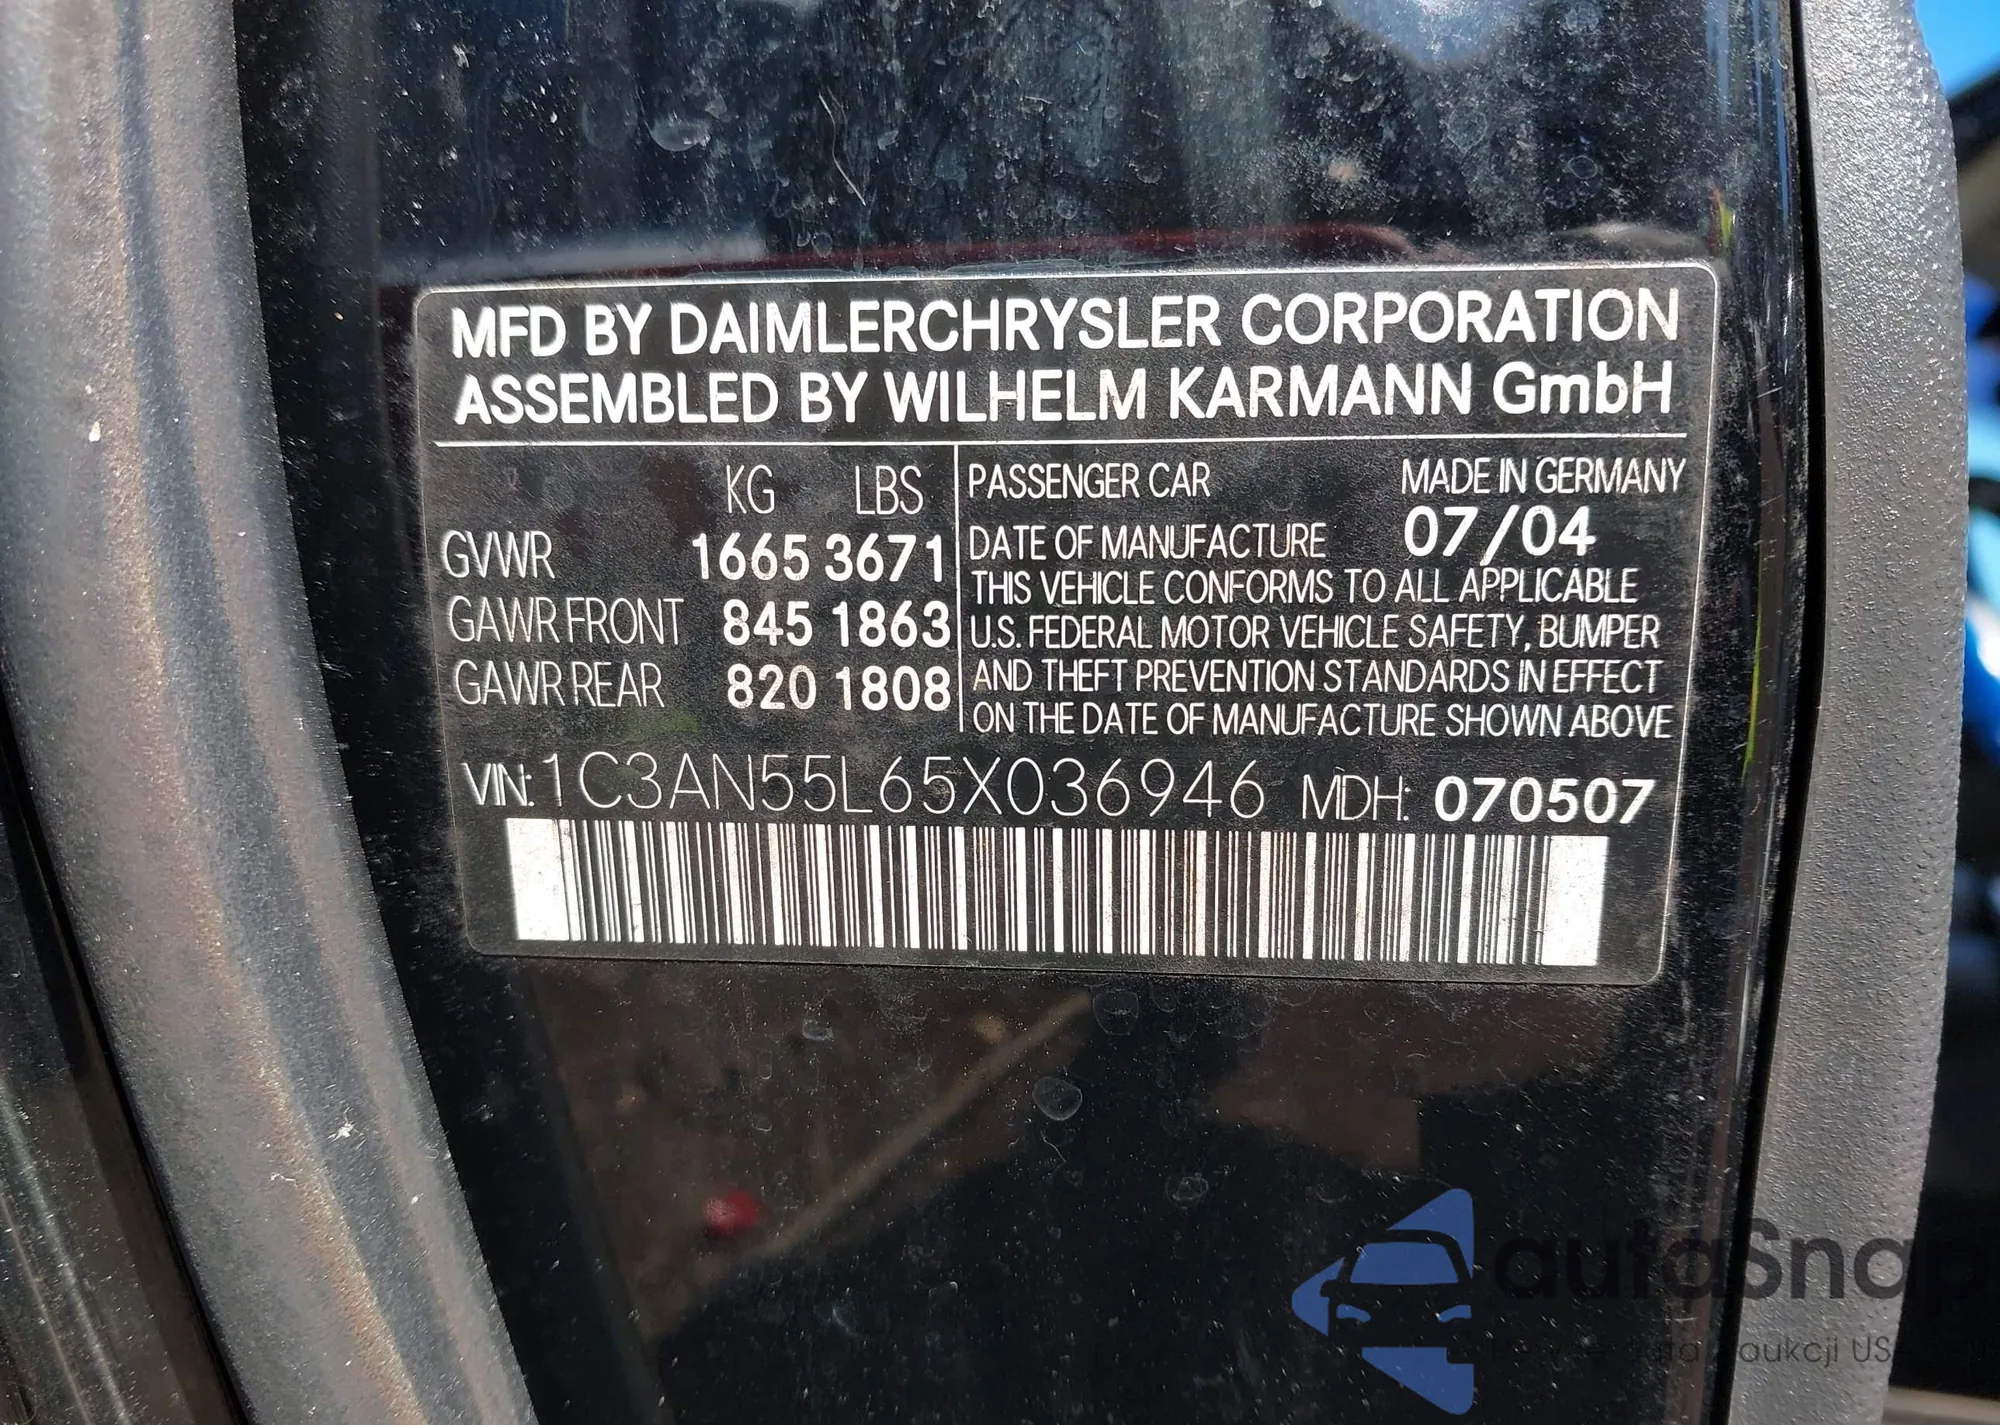 MFD BY DAIMLERCHRYSLER CORPORATION
ASSEMBLED BY WILHELM KARMANN GmbH
KG LBS
GVWR 1665 3671
GAWR FRONT 845 1863
GAWR REAR 820 1808
PASSENGER CAR MADE IN GERMANY
DATE OF MANUFACTURE 07/04
THIS VEHICLE CONFORMS TO ALL APPLICABLE
U.S. FEDERAL MOTOR VEHICLE SAFETY, BUMPER
AND THEFT PREVENTION STANDARDS IN EFFECT
ON THE DATE OF MANUFACTURE SHOWN ABOVE
VIN: 1C3AN55L65X036946 MDH: 070507
autoSnap
aukcji